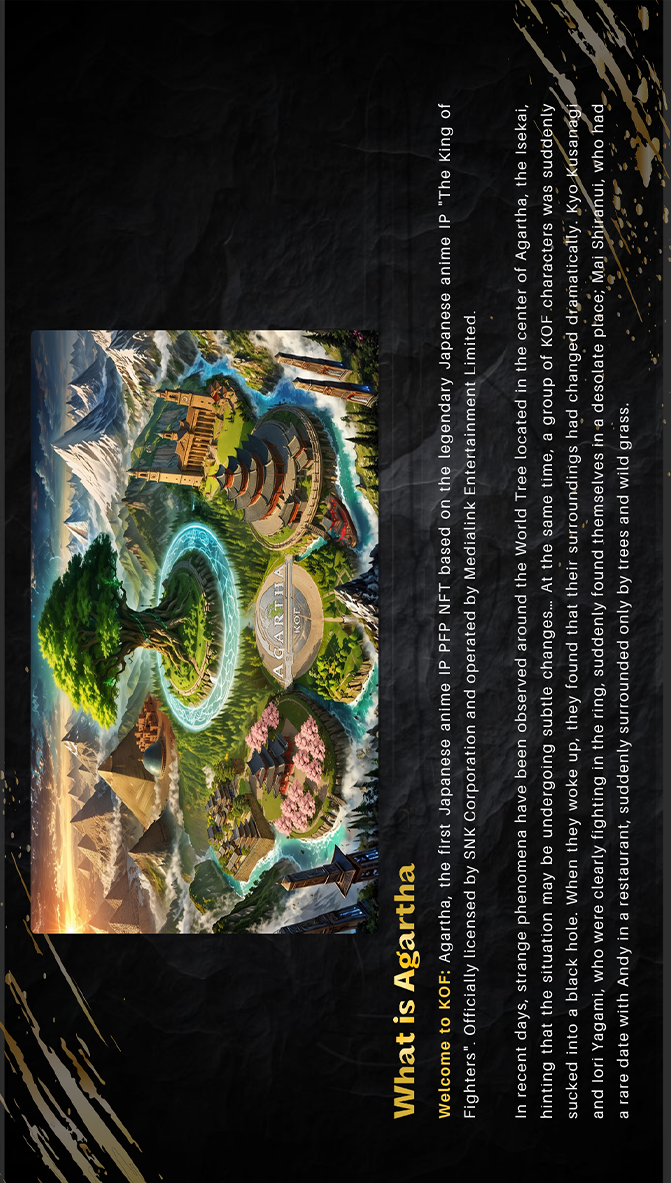 AGARTHA
KOF
What is Agartha
Welcome to KOF: Agartha, the first Japanese anime IP PFP NFT based on the legendary Japanese anime IP "The King of
Fighters". Officially licensed by SNK Corporation and operated by Medialink Entertainment Limited.
In recent days, strange phenomena have been observed around the World Tree located in the center of Agartha, the Isekai,
hinting that the situation may be undergoing subtle changes... At the same time, a group of KOF characters was suddenly
sucked into a black hole. When they woke up, they found that their surroundings had changed dramatically. Kyo Kusanagi
and Iori Yagami, who were clearly fighting in the ring, suddenly found themselves in a desolate place; Mai Shiranui, who had
a rare date with Andy in a restaurant, suddenly surrounded only by trees and wild grass.